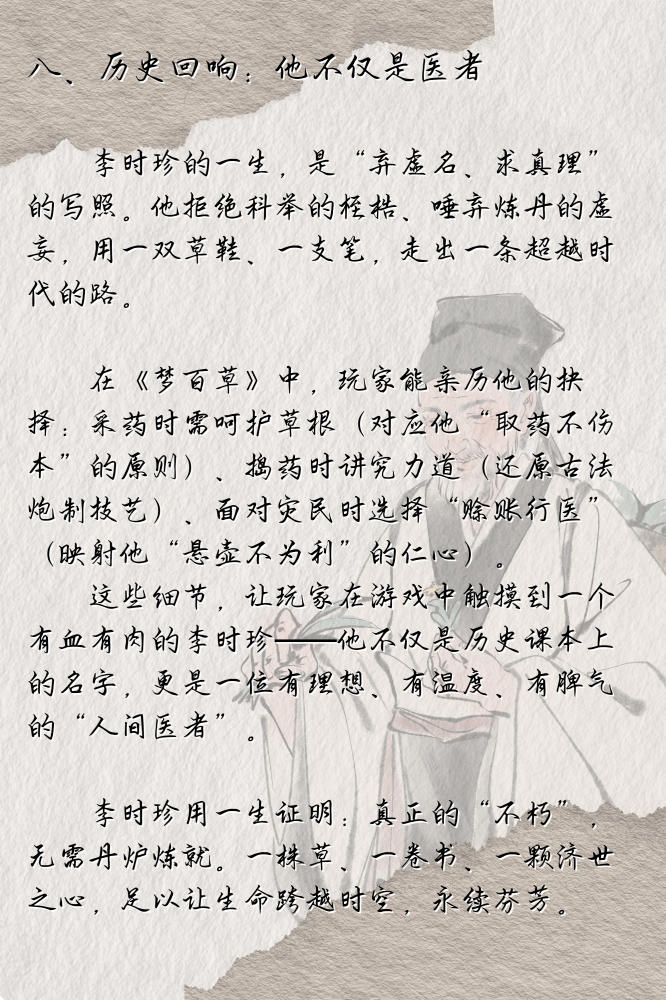 八、历史回响：他不仅是医者
李时珍的一生，是“弃虚名、求真理”
的写照。他拒绝科举的桎梏、唾弃炼丹的虚
妄，用一双草鞋、一支笔，走出一条超越时
代的路。
在《梦百草》中，玩家能亲历他的抉
择：采药时需呵护草根（对应他“取药不伤
本”的原则）、捣药时讲究力道（还原古法
炮制技艺）、面对灾民时选择“赊账行医”
（映射他“悬壶不为利”的仁心）。
这些细节，让玩家在游戏中触摸到一个
有血有肉的李时珍——他不仅是历史课本上
的名字，更是一位有理想、有温度、有脾气
的“人间医者”。
李时珍用一生证明：真正的“不朽”，
无需丹炉炼就。一株草、一卷书、一颗济世
之心，足以让生命跨越时空，永续芬芳。